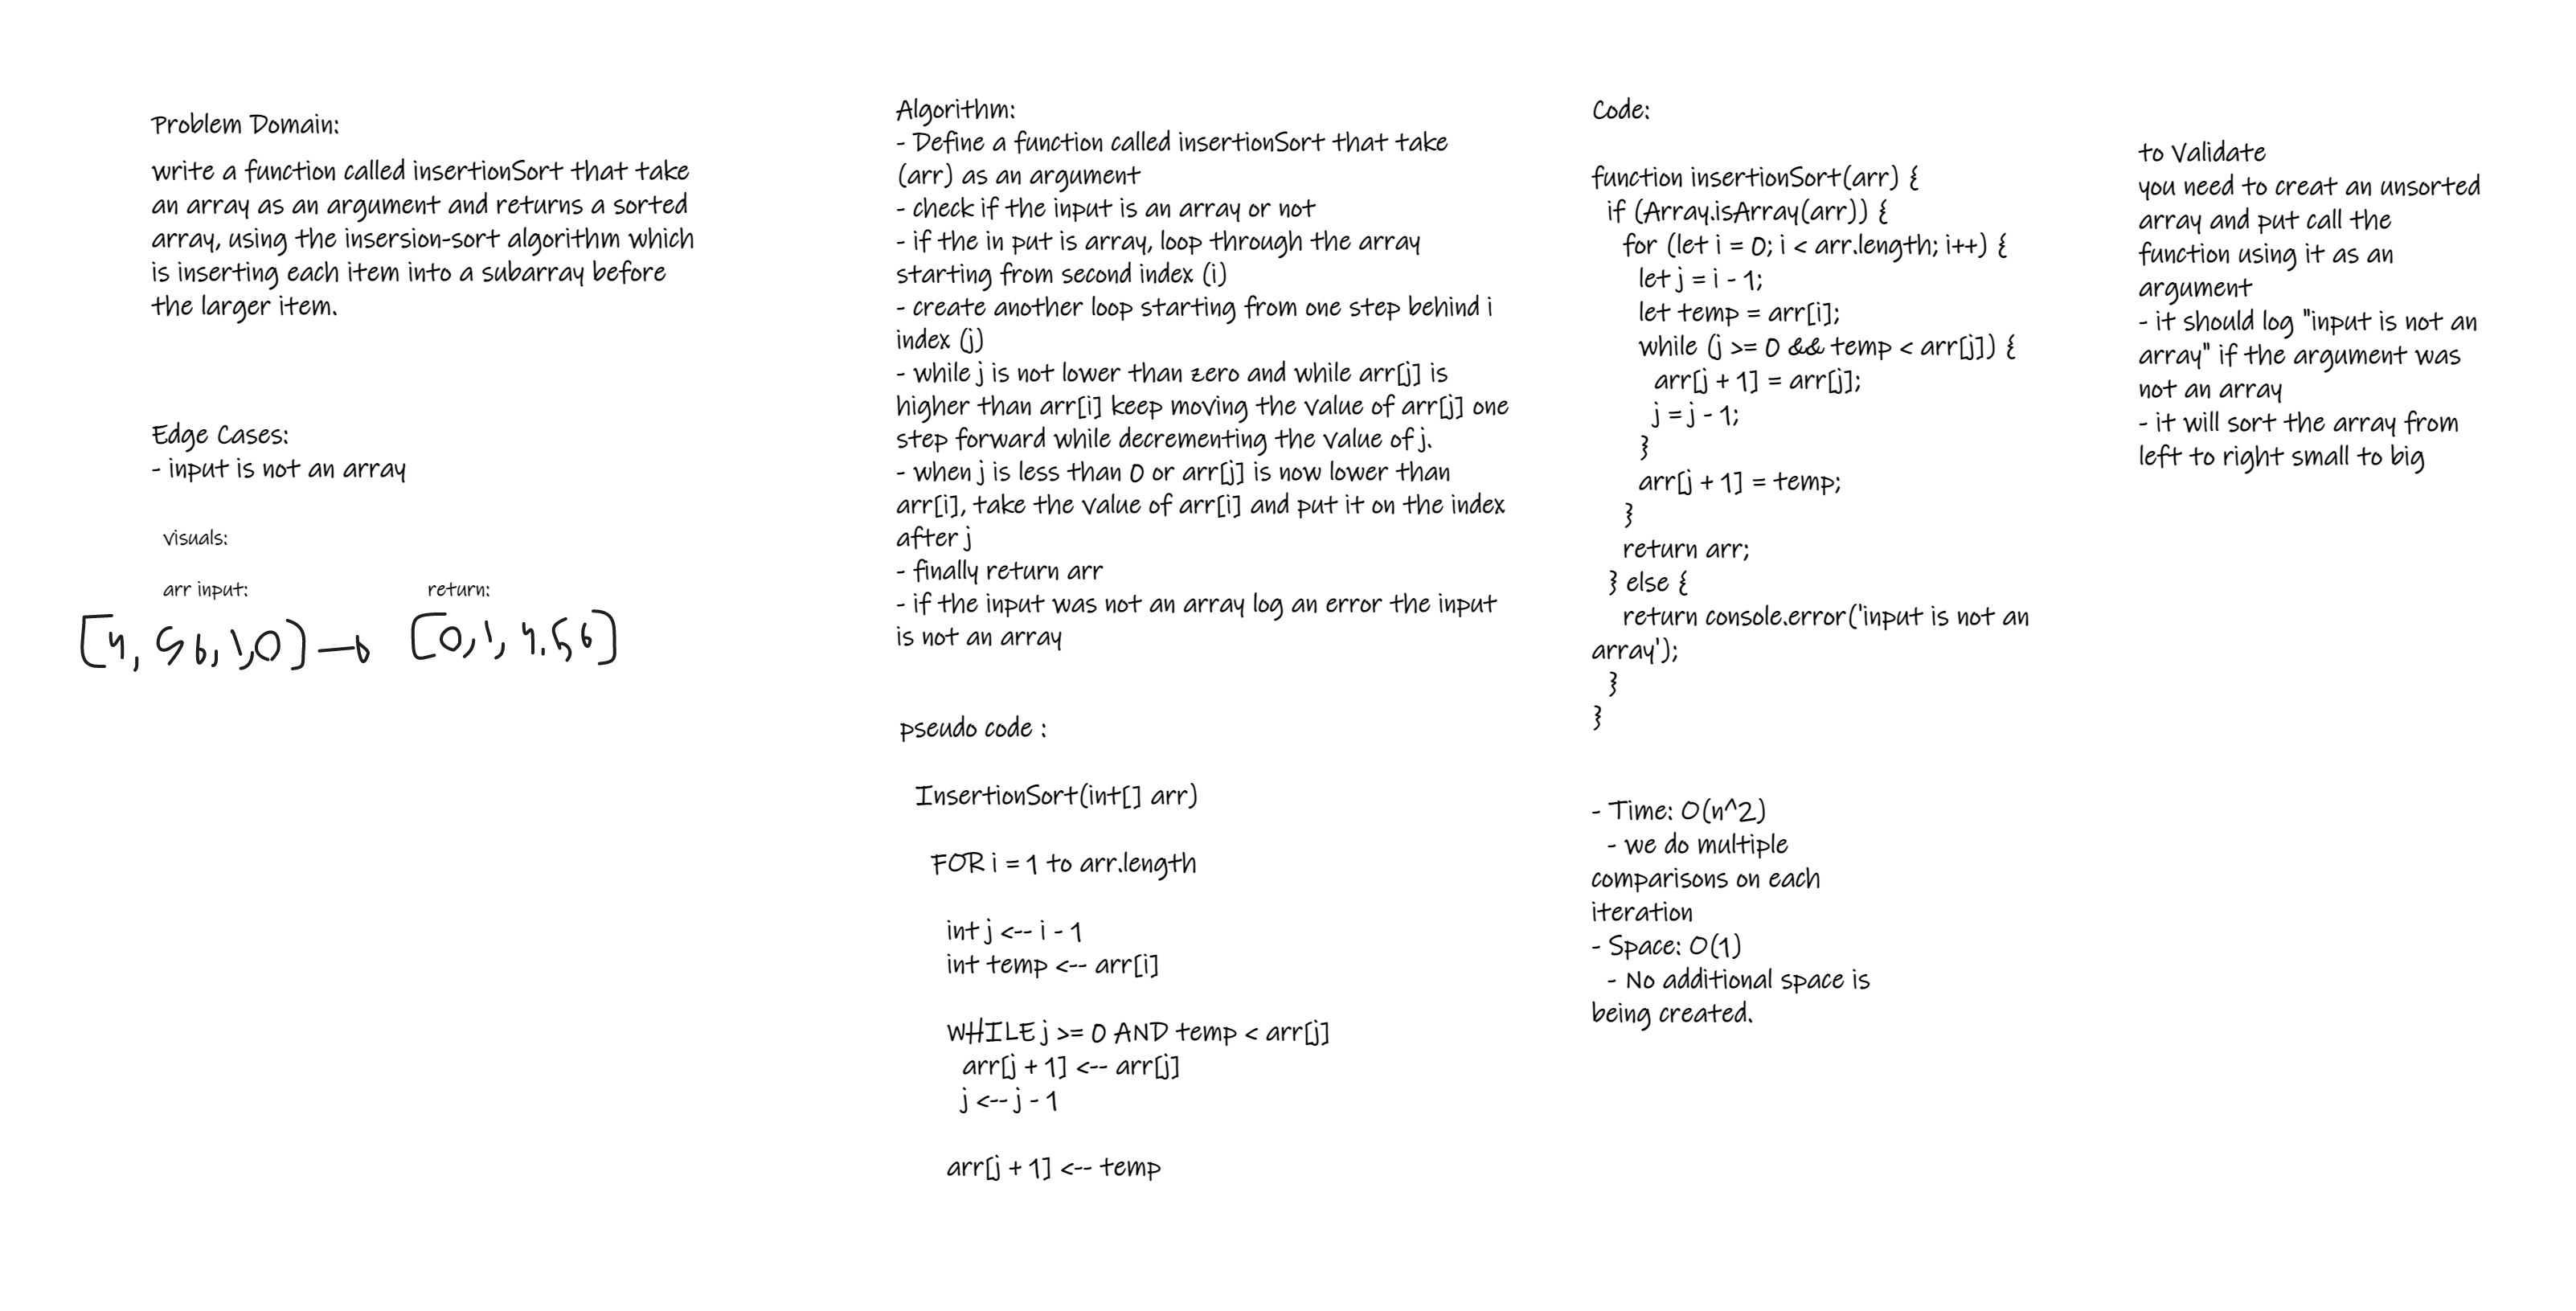 Problem Domain:
write a function called insertionSort that take
an array as an argument and returns a sorted
array, using the insersion-sort algorithm which
is inserting each item into a subarray before
the larger item.
Edge Cases:
- input is not an array
visuals:
arr input:
return:
[4, 56, 1,0] → [0,1, 4,56]
Algorithm:
- Define a function called insertionSort that take
(arr) as an argument
- check if the input is an array or not
- if the in put is array, loop through the array
starting from second index (i)
- create another loop starting from one step behind i
index (j)
- while j is not lower than zero and while arr[j] is
higher than arr[i] keep moving the value of arr[j] one
step forward while decrementing the value of j.
- when j is less than 0 or arr[j] is now lower than
arr[i], take the value of arr[i] and put it on the index
after j
- finally return arr
- if the input was not an array log an error the input
is not an array
pseudo code :
InsertionSort(int[] arr)
FOR i = 1 to arr.length
int j <-- i - 1
int temp <-- arr[i]
WHILE j >= 0 AND temp < arr[j]
arr[j + 1] <-- arr[j]
j <-- j - 1
arr[j + 1] <-- temp
Code:
function insertionSort(arr) {
if (Array.isArray(arr)) {
for (let i = 0; i < arr.length; i++) {
let j = i - 1;
let temp = arr[i];
while (j >= 0 && temp < arr[j]) {
arr[j + 1] = arr[j];
j = j - 1;
}
arr[j + 1] = temp;
}
return arr;
} else {
return console.error('input is not an
array');
}
}
- Time: O(n^2)
- we do multiple
comparisons on each
iteration
- Space: O(1)
- No additional space is
being created.
to Validate
you need to creat an unsorted
array and put call the
function using it as an
argument
- it should log "input is not an
array" if the argument was
not an array
- it will sort the array from
left to right small to big